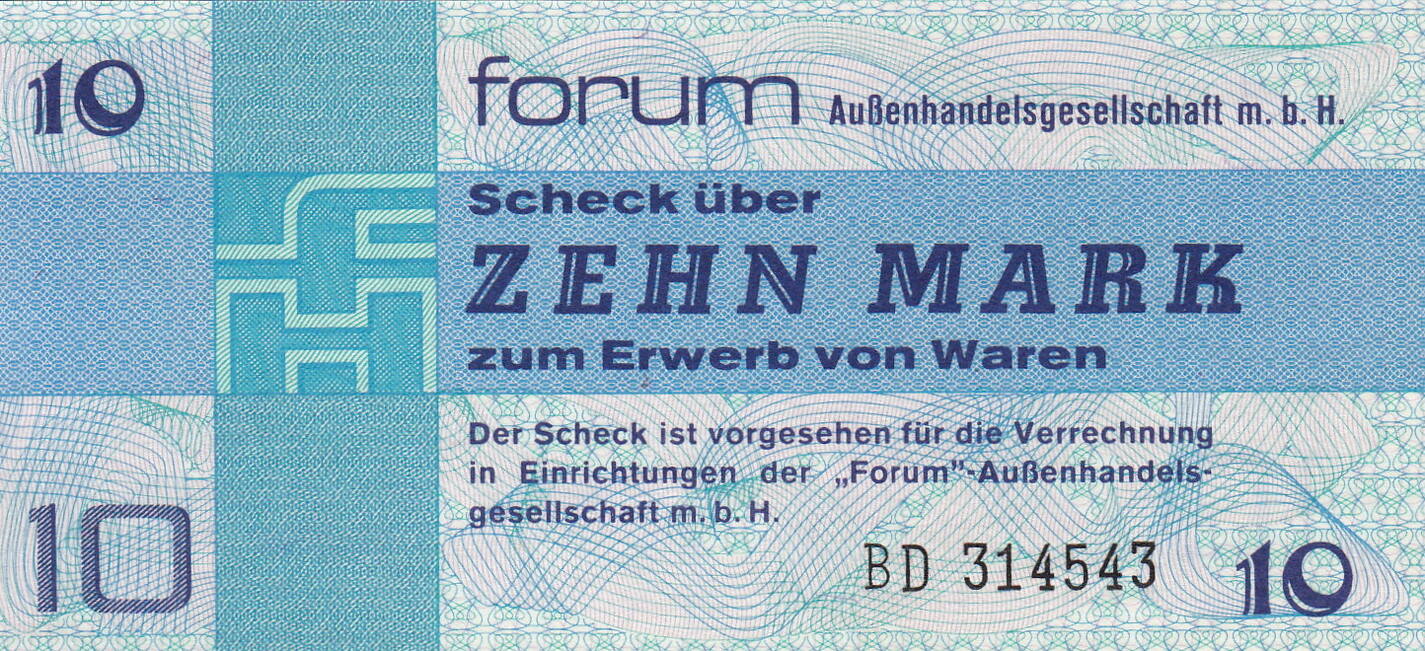 10
forum Außenhandelsgesellschaft m. b. H.
Scheck über
ZEHN MARK
zum Erwerb von Waren
Der Scheck ist vorgesehen für die Verrechnung
in Einrichtungen der „Forum”-Außenhandels-
gesellschaft m. b. H.
10
BD 314543
10